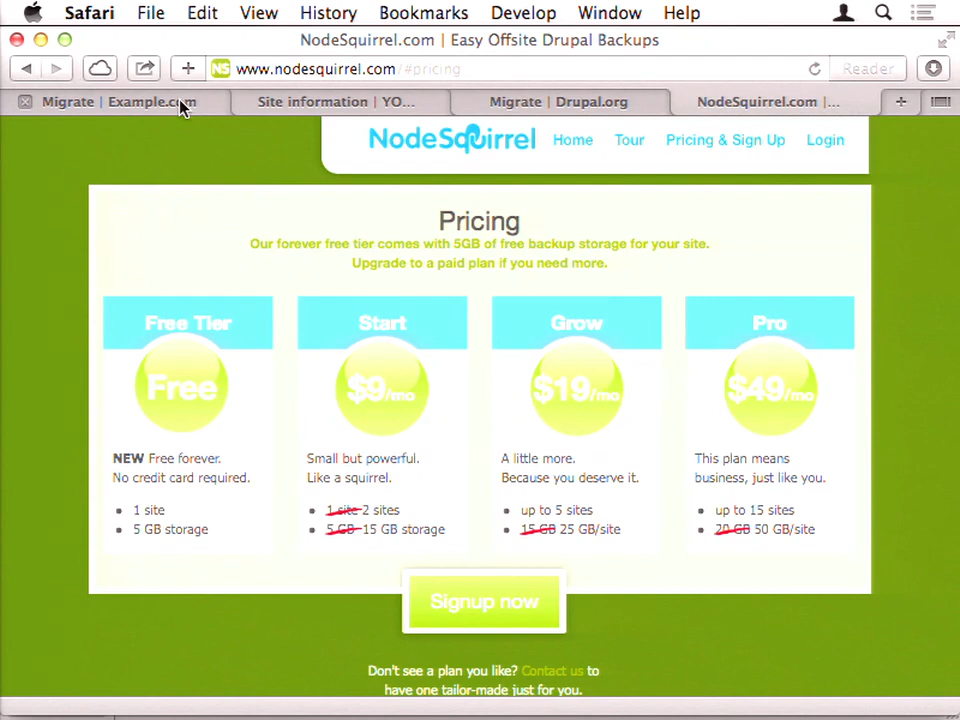 Safari File Edit View History Bookmarks Develop Window Help
NodeSquirrel.com | Easy Offsite Drupal Backups
www.nodesquirrel.com/#pricing Reader
Migrate | Example.com Site information | YO... Migrate | Drupal.org NodeSquirrel.com |...
NodeSquirrel Home Tour Pricing & Sign Up Login
Pricing
Our forever free tier comes with 5GB of free backup storage for your site.
Upgrade to a paid plan if you need more.
Free Tier Start Grow Pro
Free $9/mo $19/mo $49/mo
NEW Free forever.
No credit card required.
1 site
5 GB storage
Small but powerful.
Like a squirrel.
1 site 2 sites
5 GB 15 GB storage
A little more.
Because you deserve it.
up to 5 sites
15 GB 25 GB/site
This plan means
business, just like you.
up to 15 sites
20 GB 50 GB/site
Signup now
Don't see a plan you like? Contact us to
have one tailor-made just for you.